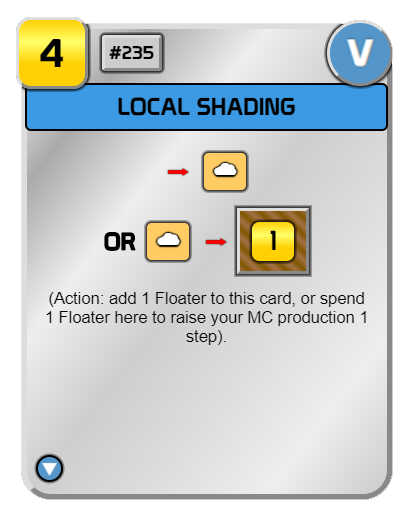 4
#235
V
LOCAL SHADING
OR
1
(Action: add 1 Floater to this card, or spend
1 Floater here to raise your MC production 1
step).